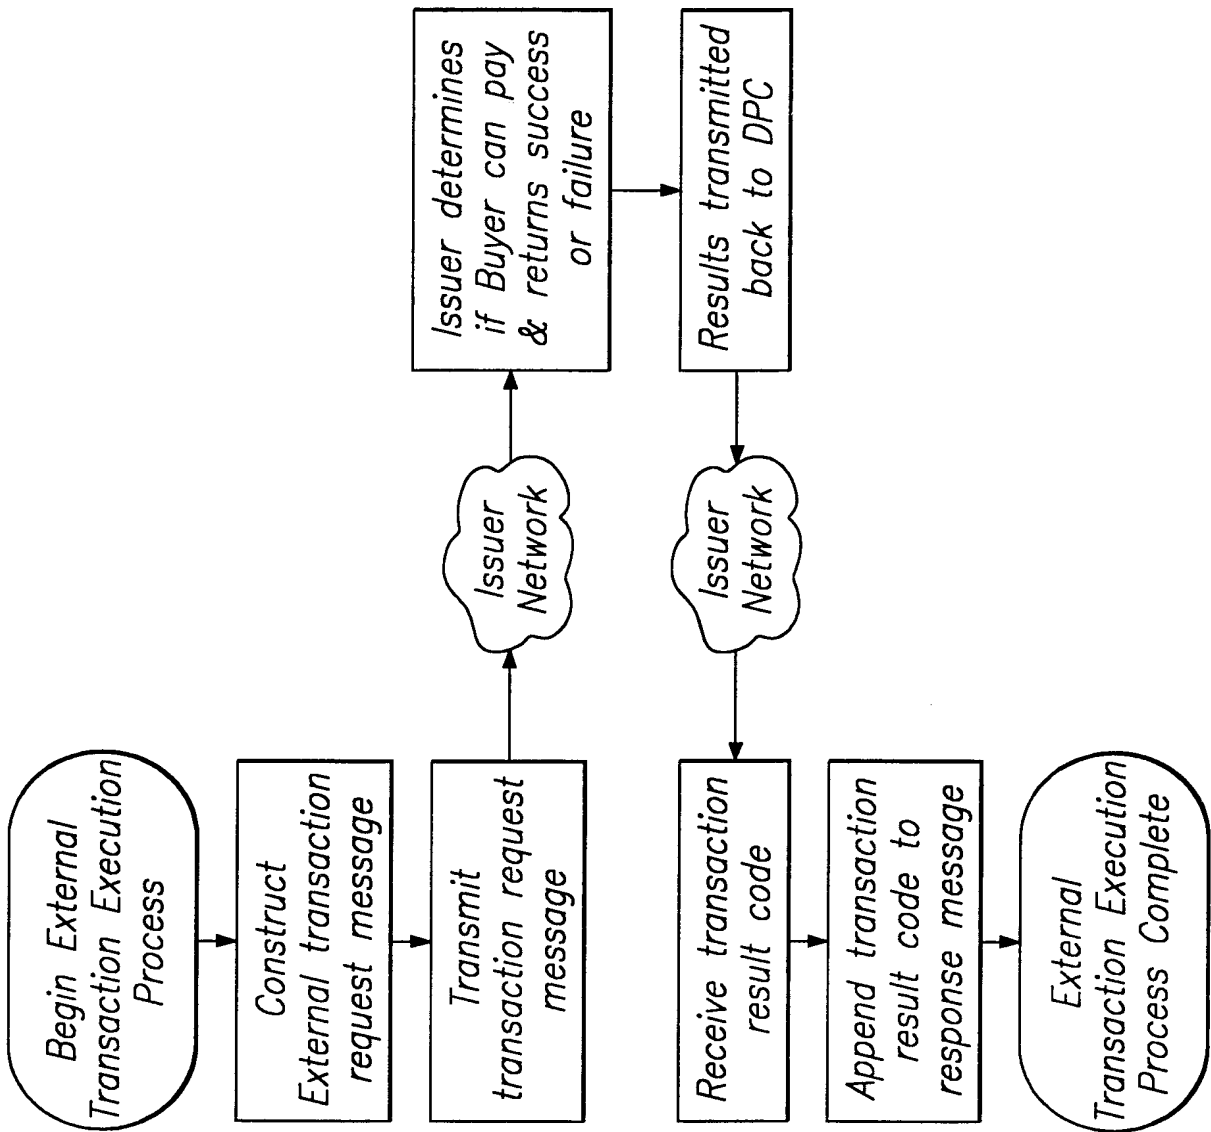 Begin External
Transaction Execution
Process
Construct
External transaction
request message
Transmit
transaction request
message
Issuer
Network
Issuer determines
if Buyer can pay
& returns success
or failure
Results transmitted
back to DPC
Issuer
Network
Receive transaction
result code
Append transaction
result code to
response message
External
Transaction Execution
Process Complete